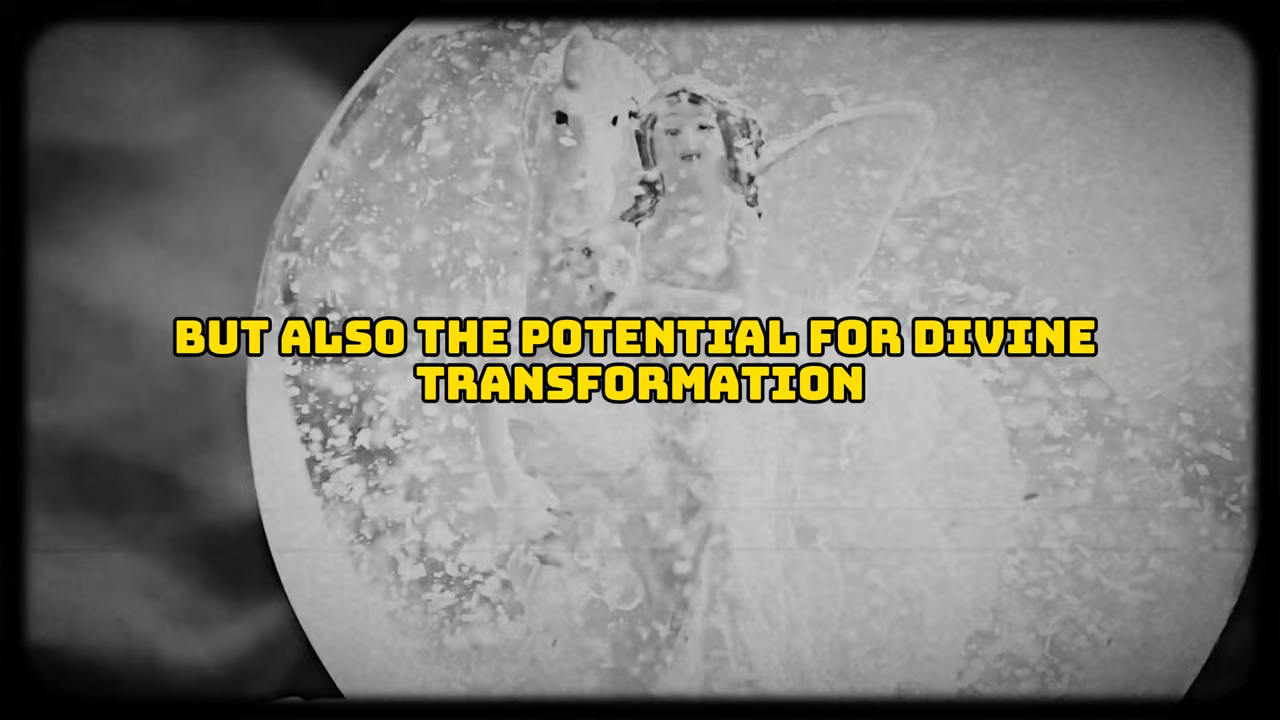 BUT ALSO THE POTENTIAL FOR DIVINE
TRANSFORMATION